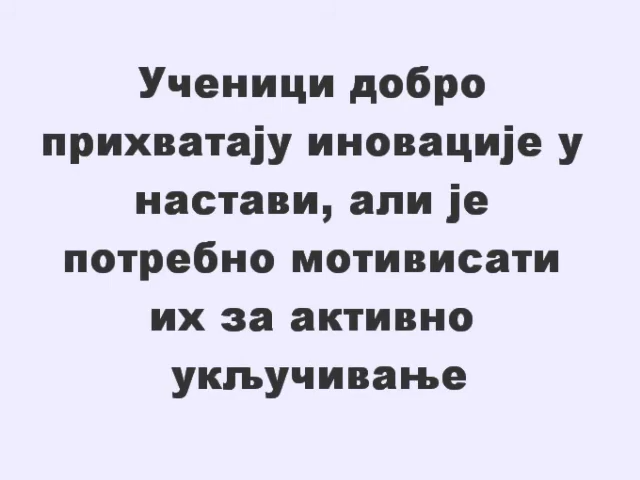 Ученици добро
прихватају иновације у
настави, али је
потребно мотивисати
их за активно
укључивање